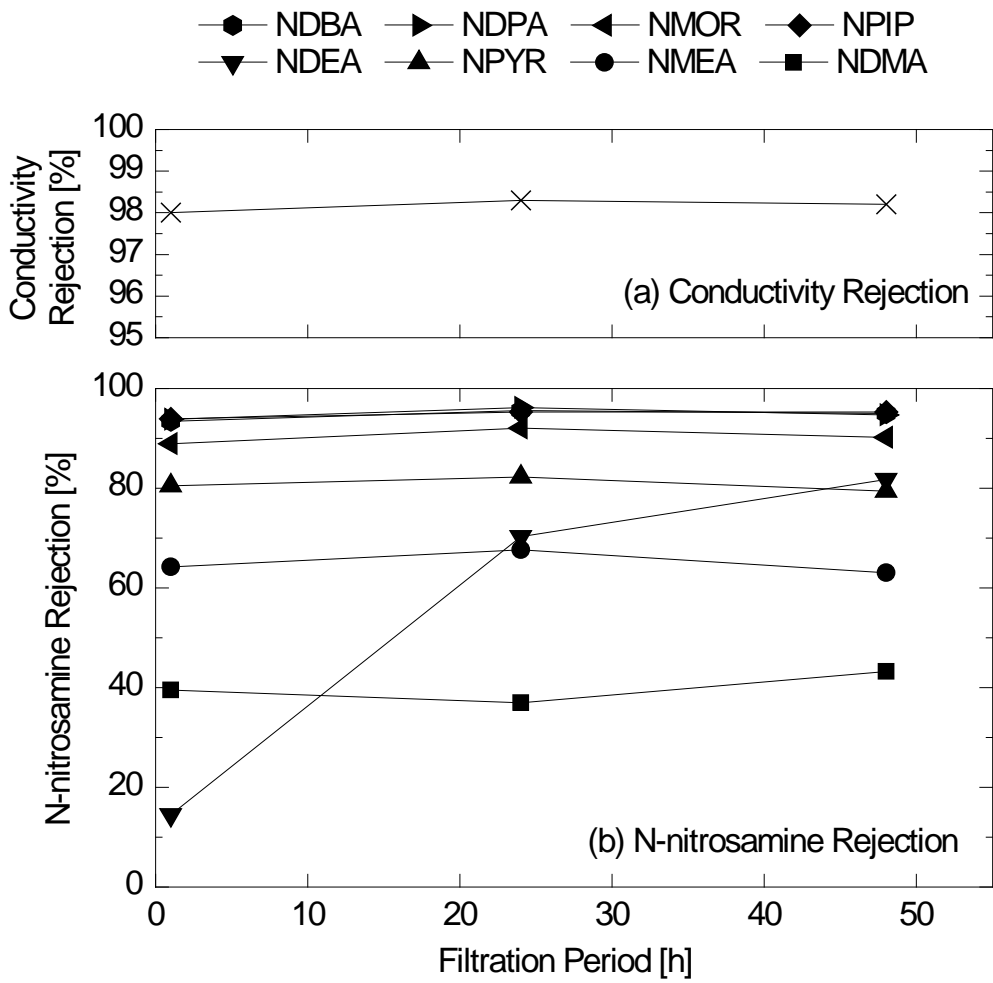 NDBA NDPA NMOR NPIP
NDEA NPYR NMEA NDMA
100
99
98
97
96
95
Conductivity
Rejection [%]
(a) Conductivity Rejection
100
80
60
40
20
0
N-nitrosamine Rejection [%]
(b) N-nitrosamine Rejection
0 10 20 30 40 50
Filtration Period [h]